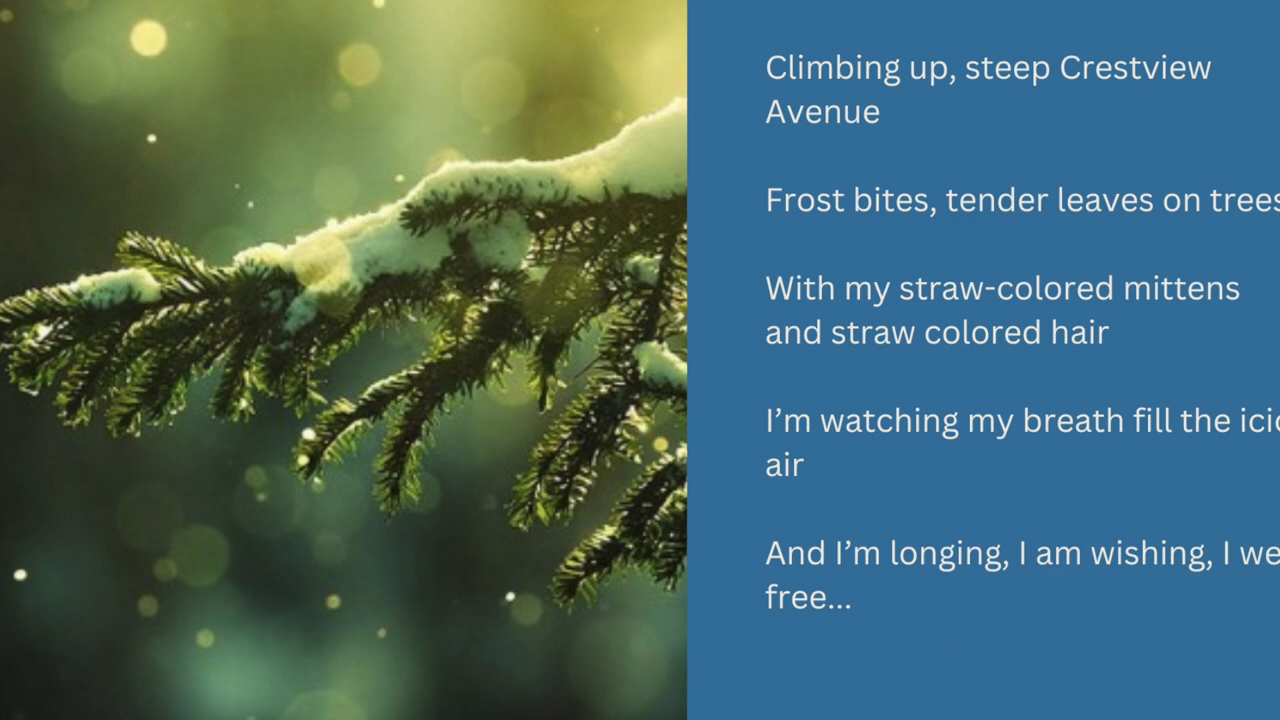 Climbing up, steep Crestview
Avenue
Frost bites, tender leaves on trees
With my straw-colored mittens
and straw colored hair
I’m watching my breath fill the
air
And I’m longing, I am wishing, I
free...